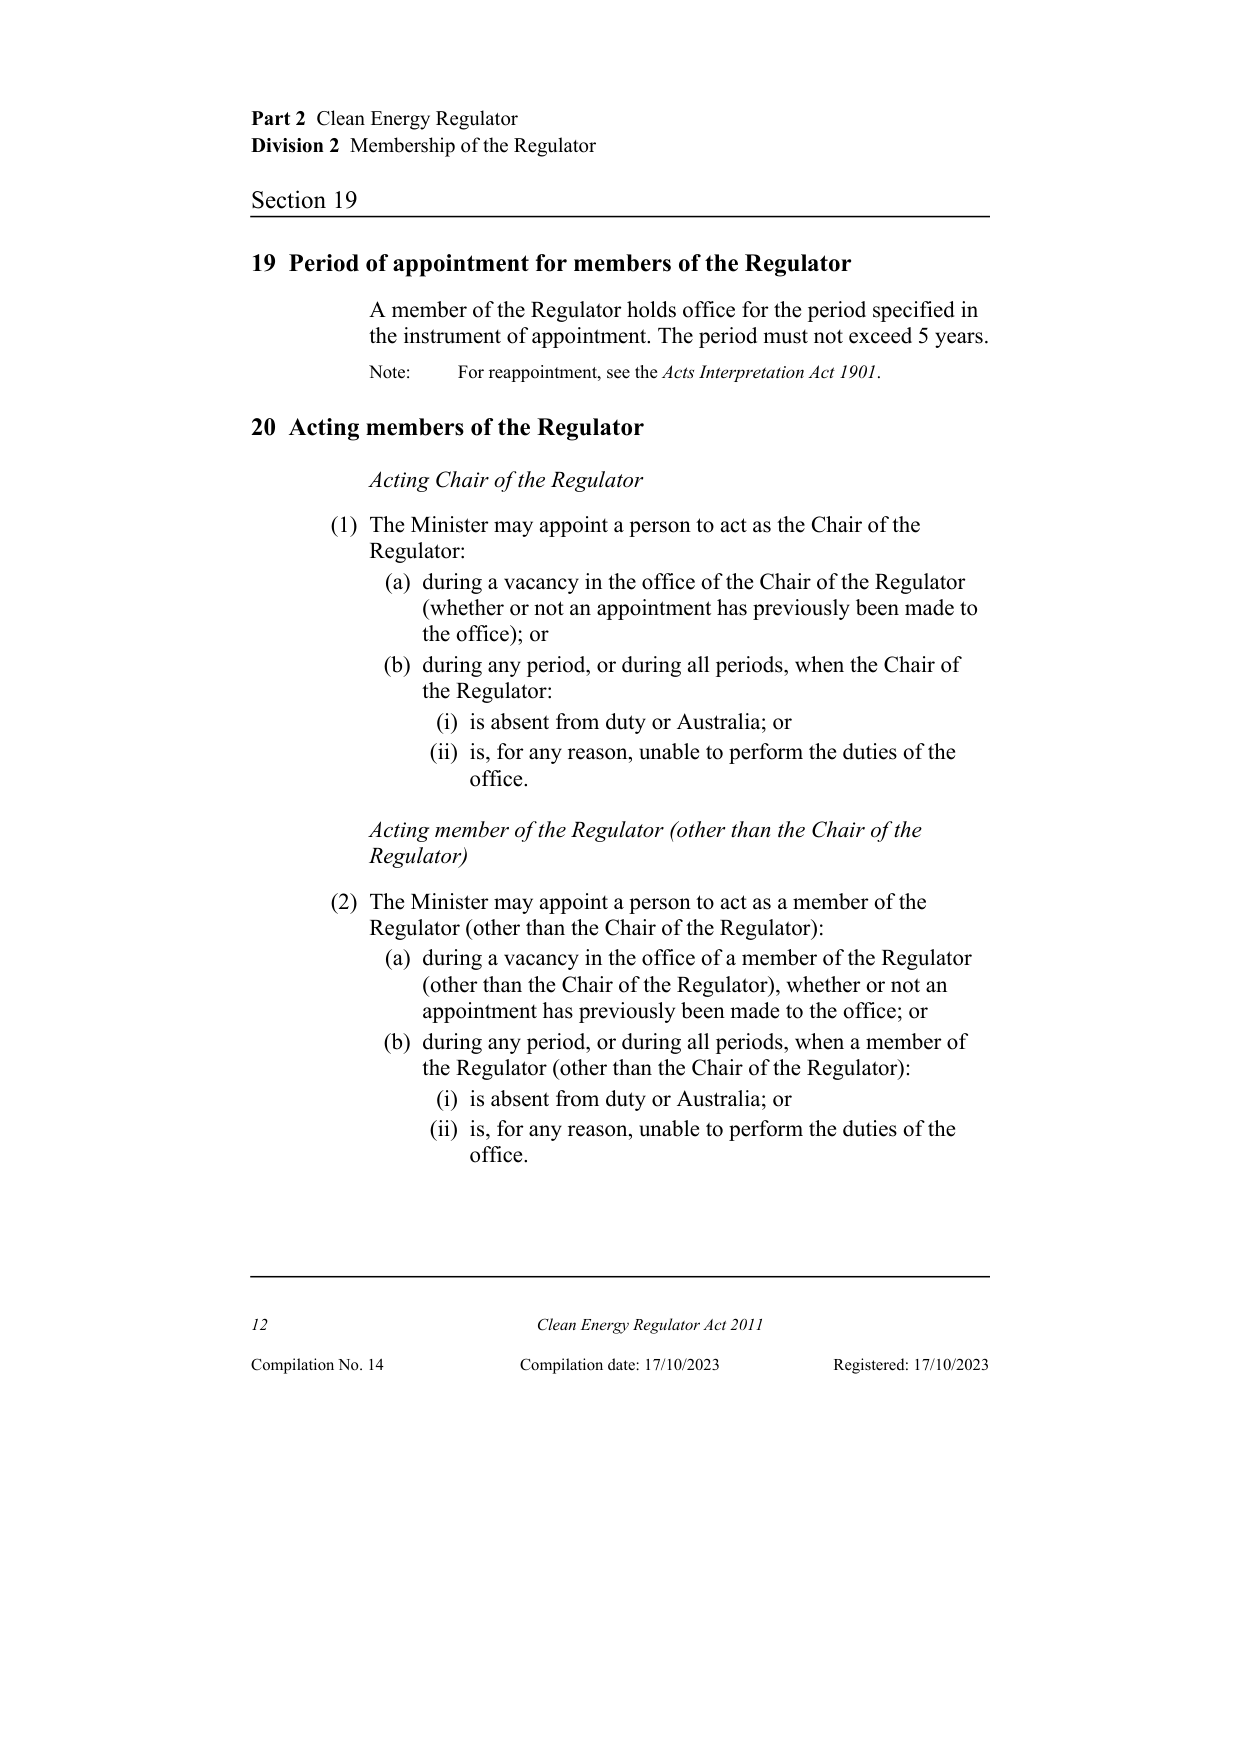 Part 2 Clean Energy Regulator
Division 2 Membership of the Regulator
Section 19
19 Period of appointment for members of the Regulator
A member of the Regulator holds office for the period specified in
the instrument of appointment. The period must not exceed 5 years.
Note: For reappointment, see the Acts Interpretation Act 1901.
20 Acting members of the Regulator
Acting Chair of the Regulator
(1) The Minister may appoint a person to act as the Chair of the
Regulator:
(a) during a vacancy in the office of the Chair of the Regulator
(whether or not an appointment has previously been made to
the office); or
(b) during any period, or during all periods, when the Chair of
the Regulator:
(i) is absent from duty or Australia; or
(ii) is, for any reason, unable to perform the duties of the
office.
Acting member of the Regulator (other than the Chair of the
Regulator)
(2) The Minister may appoint a person to act as a member of the
Regulator (other than the Chair of the Regulator):
(a) during a vacancy in the office of a member of the Regulator
(other than the Chair of the Regulator), whether or not an
appointment has previously been made to the office; or
(b) during any period, or during all periods, when a member of
the Regulator (other than the Chair of the Regulator):
(i) is absent from duty or Australia; or
(ii) is, for any reason, unable to perform the duties of the
office.
12 Clean Energy Regulator Act 2011
Compilation No. 14 Compilation date: 17/10/2023 Registered: 17/10/2023